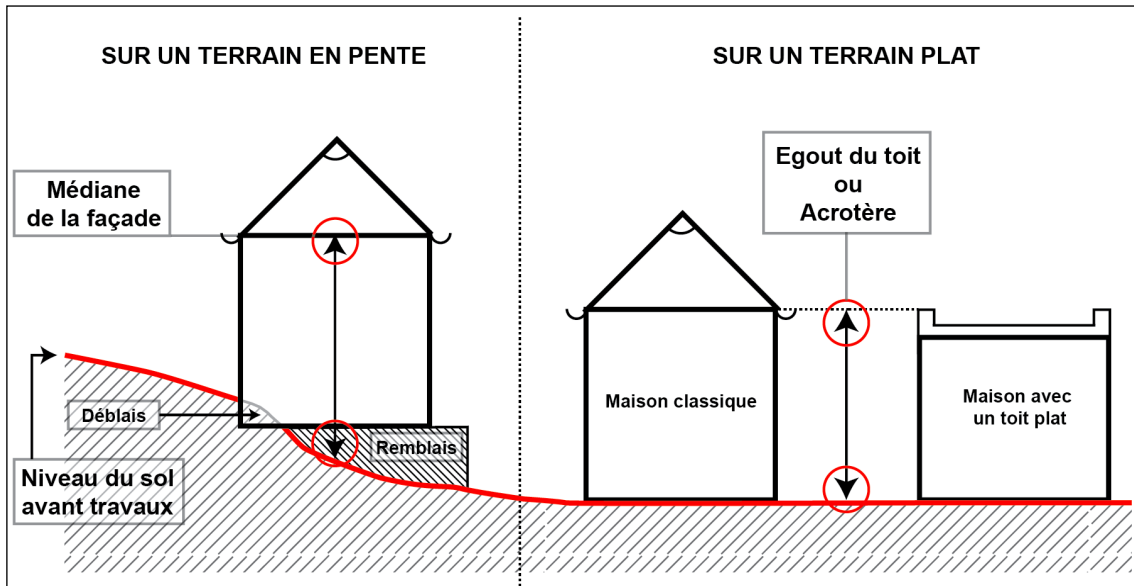 SUR UN TERRAIN EN PENTE
Médiane
de la façade
Déblais
Remblais
Niveau du sol
avant travaux
SUR UN TERRAIN PLAT
Egout du toit
ou
Acrotère
Maison classique
Maison avec
un toit plat